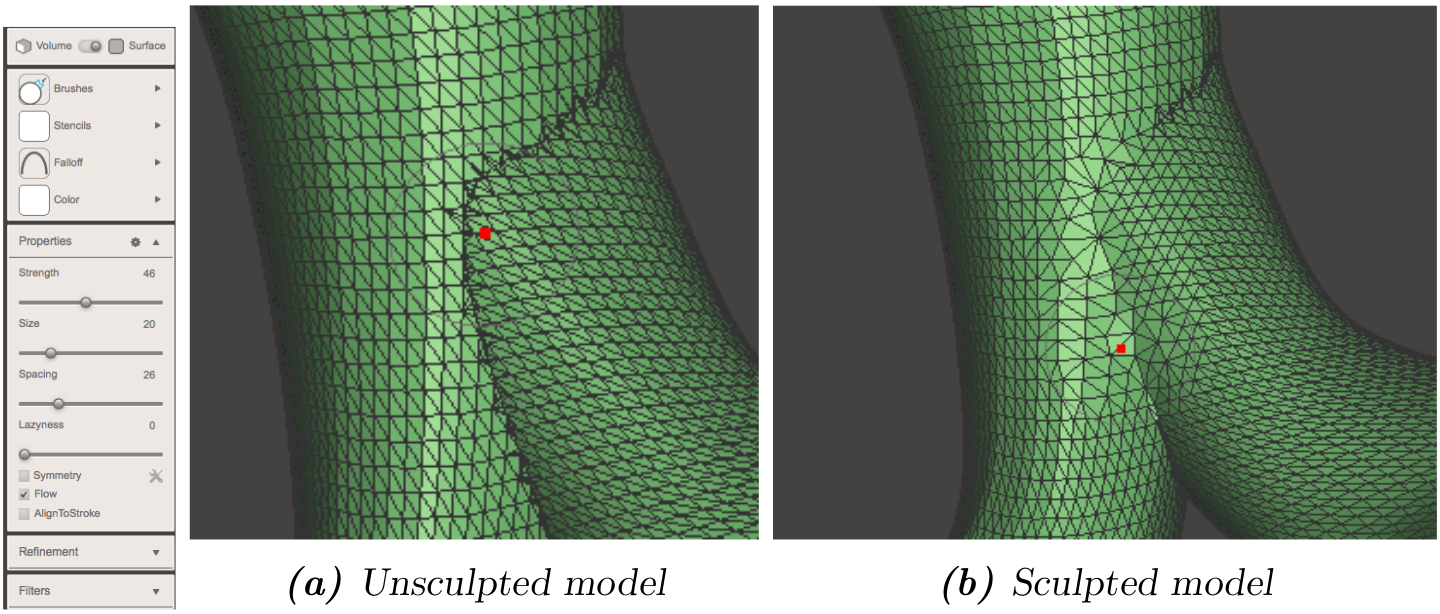 Volume Surface
Brushes
Stencils
Falloff
Color
Properties
Strength 46
Size 20
Spacing 26
Lazyness 0
Symmetry
Flow
AlignToStroke
Refinement
Filters
(a) Unsculpted model
(b) Sculpted model